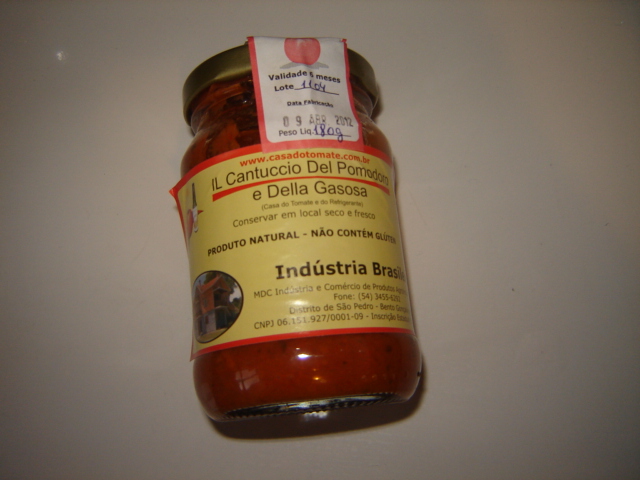 Validade 5 meses
Lote 1104
Data Fabricação
09 ABR 2012
Peso Liq. 180g
www.casadotomate.com.br
IL Cantuccio Del Pomodoro
e Della Gasosa
(Casa do Tomate e do Refrigerante)
Conservar em local seco e fresco
PRODUTO NATURAL - NÃO CONTÉM GLÚTEN
Indústria Brasile
MDC Indústria e Comércio de Produtos
Fone: (54) 3455-6282
Distrito de São Pedro - Bento
CNPJ 06.151.927/0001-09 - Inscrição